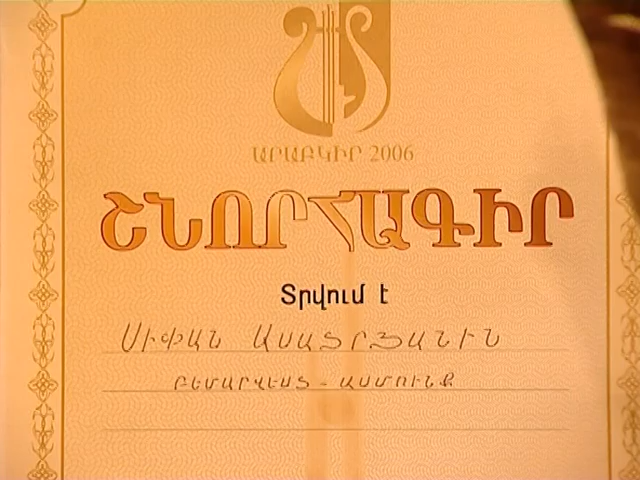 ԱՐԱԲԿԻՐ 2006
ՇՆՈՐՀԱԳԻՐ
Տրվում է
ՍԻՓԱՆ ԱՍԱՏՐՅԱՆԻՆ
ԲԵՄԱՐՎԵՍՏ - ԱՍՄՈՒՆՔ